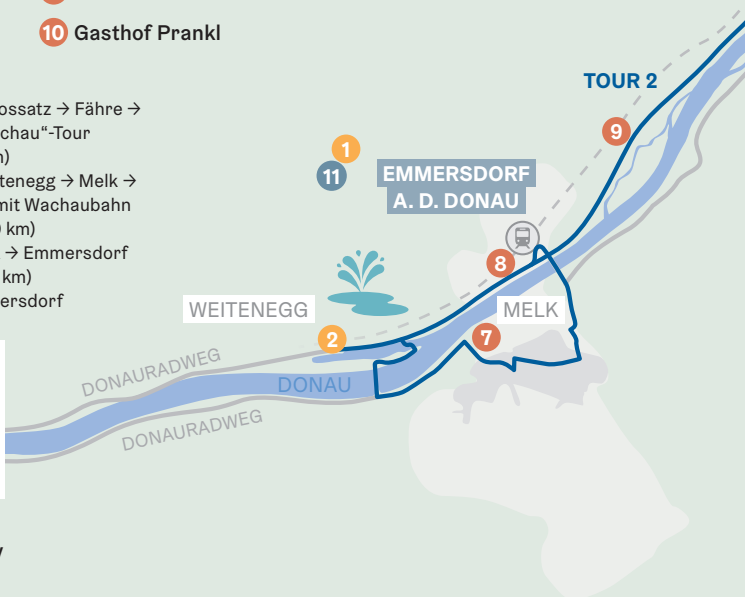 10 Gasthof Prankl
ossatz → Fähre →
chau“-Tour
tenegg → Melk →
mit Wachaubahn
km)
→ Emmersdorf
km)
ersdorf
TOUR 2
9
1
11
EMMERSDORF
A. D. DONAU
8
WEITENEGG
MELK
2
7
DONAURADWEG
DONAU
DONAURADWEG